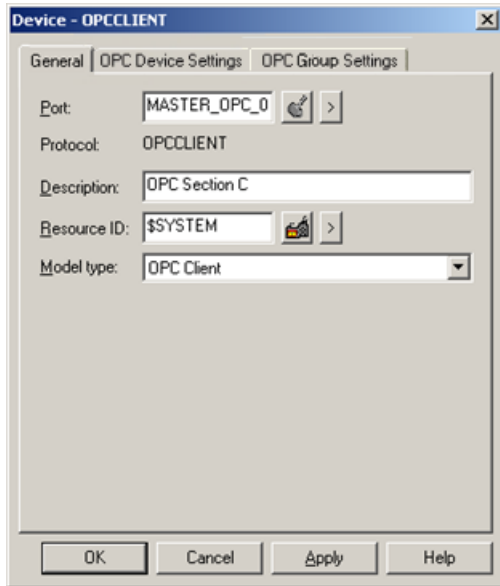 Device - OPCCLIENT
General OPC Device Settings OPC Group Settings
Port: MASTER_OPC_0 >
Protocol: OPCCLIENT
Description: OPC Section C
Resource ID: $SYSTEM >
Model type: OPC Client
OK Cancel Apply Help